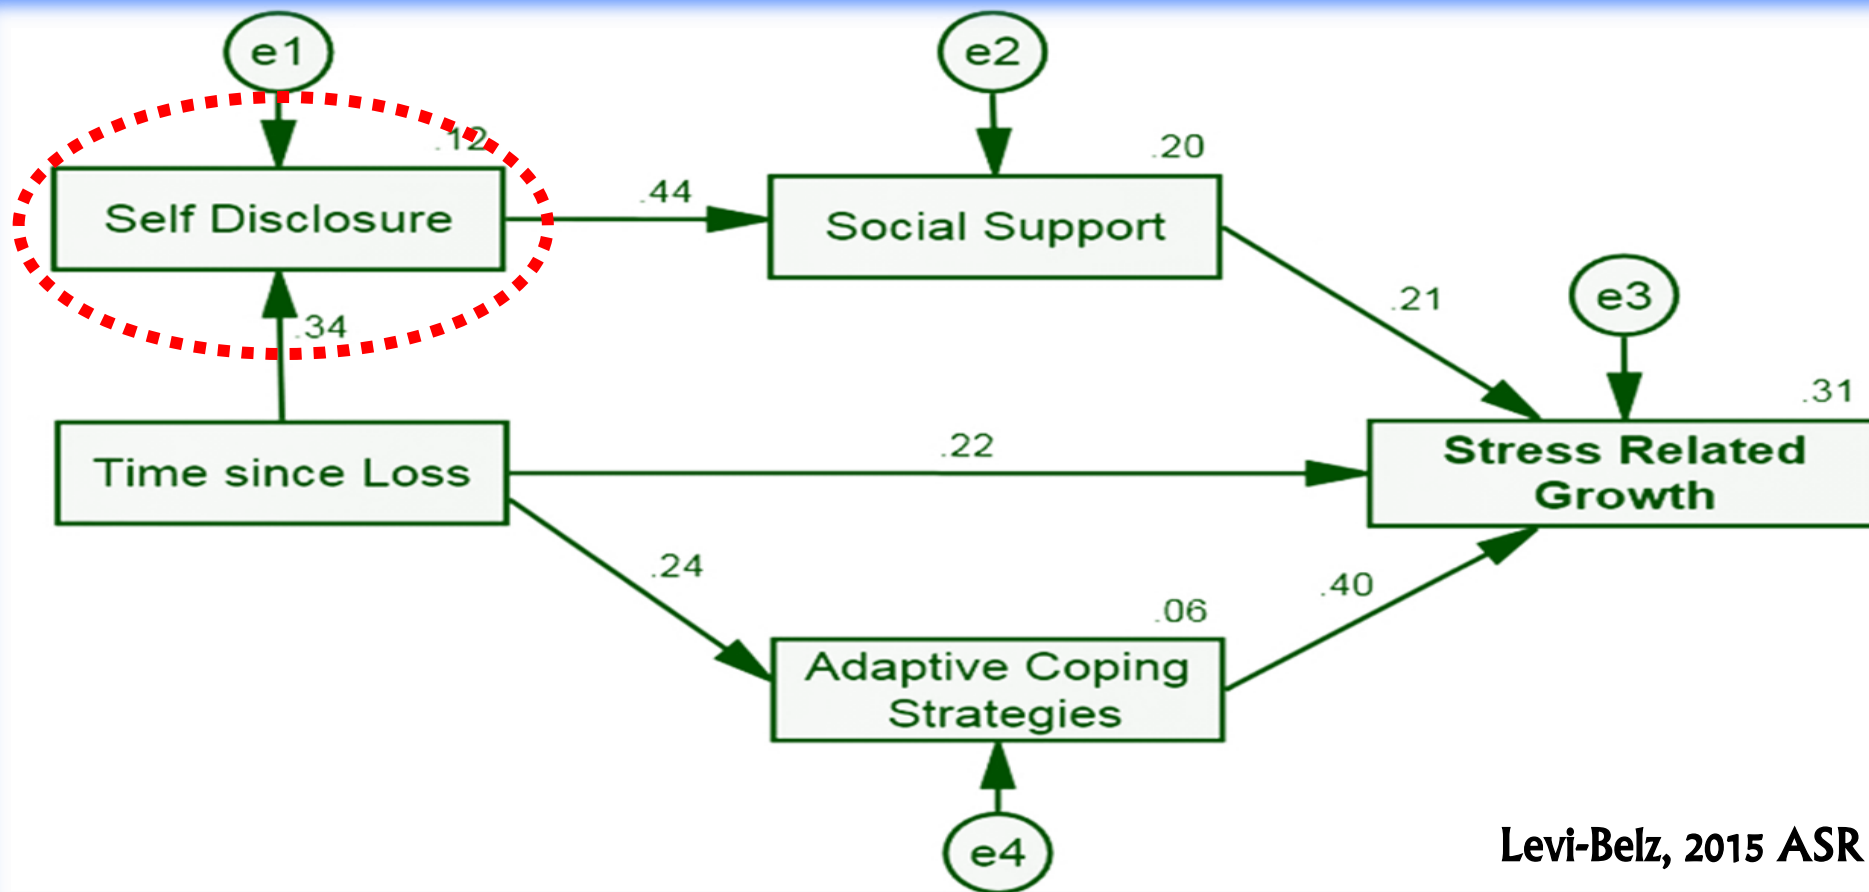 e1
e2
.12
.20
Self Disclosure
.44
Social Support
.21
e3
.34
.31
Time since Loss
.22
Stress Related
Growth
.24
.40
.06
Adaptive Coping
Strategies
e4
Levi-Belz, 2015 ASR